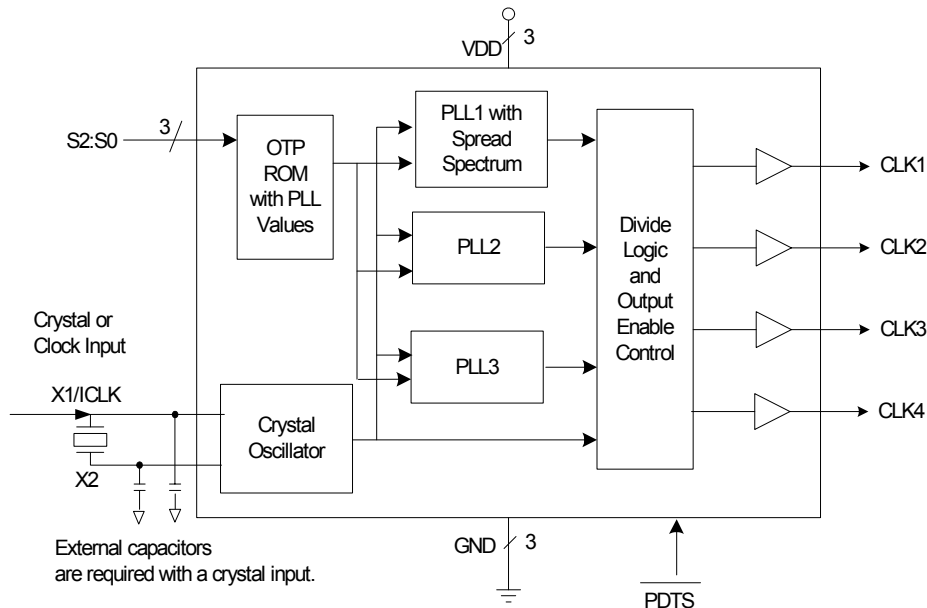 VDD
3
S2:S0
3
OTP
ROM
with PLL
Values
PLL1 with
Spread
Spectrum
PLL2
PLL3
Divide
Logic
and
Output
Enable
Control
CLK1
CLK2
CLK3
CLK4
Crystal or
Clock Input
X1/ICLK
X2
Crystal
Oscillator
External capacitors
are required with a crystal input.
GND
3
PDTS